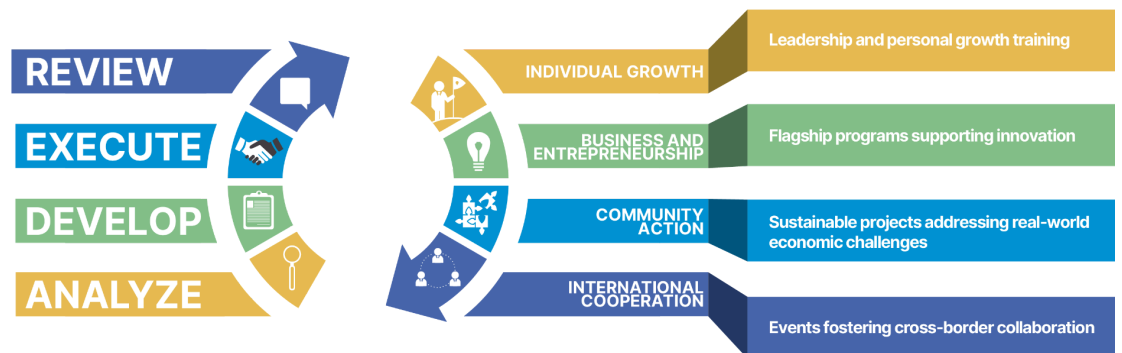 REVIEW
EXECUTE
DEVELOP
ANALYZE
INDIVIDUAL GROWTH
Leadership and personal growth training
BUSINESS AND
ENTREPRENEURSHIP
Flagship programs supporting innovation
COMMUNITY
ACTION
Sustainable projects addressing real-world
economic challenges
INTERNATIONAL
COOPERATION
Events fostering cross-border collaboration